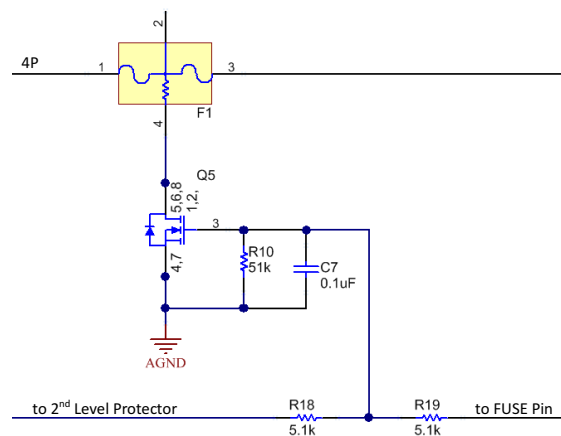 2
4P
1
3
F1
4
Q5
5,6,8
1,2,
3
4,7
R10
51k
C7
0.1uF
AGND
to 2nd Level Protector
R18
5.1k
R19
5.1k
to FUSE Pin